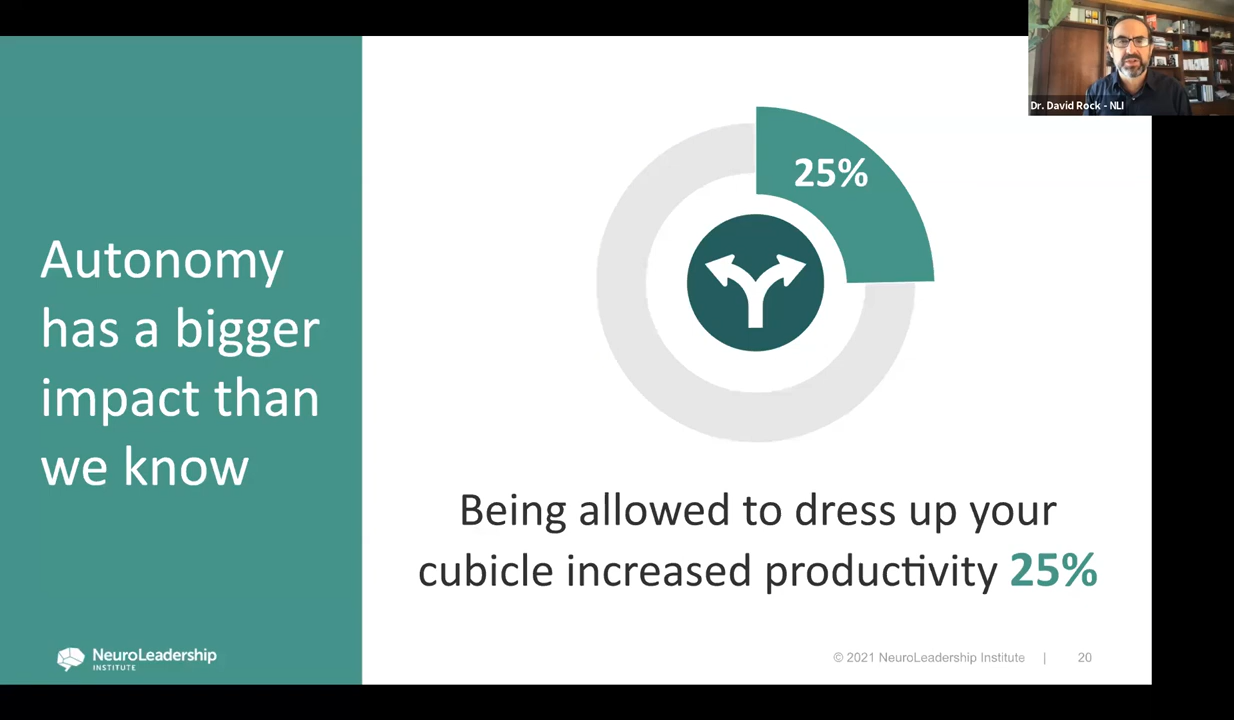 Autonomy
has a bigger
impact than
we know
25%
Being allowed to dress up your
cubicle increased productivity 25%
NeuroLeadership
INSTITUTE
© 2021 NeuroLeadership Institute | 20
Dr. David Rock - NLI